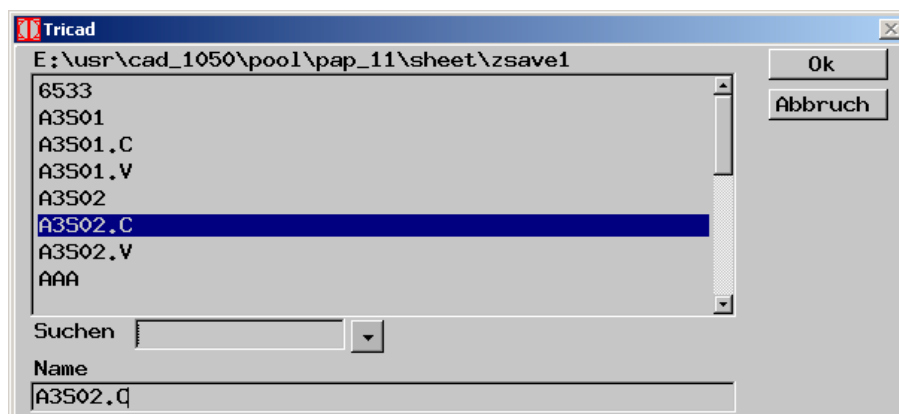 Tricad
E:\usr\cad_1050\pool\pap_11\sheet\zsave1
Ok
6533
Abbruch
A3S01
A3S01.C
A3S01.V
A3S02
A3S02.C
A3S02.V
AAA
Suchen
Name
A3S02.C